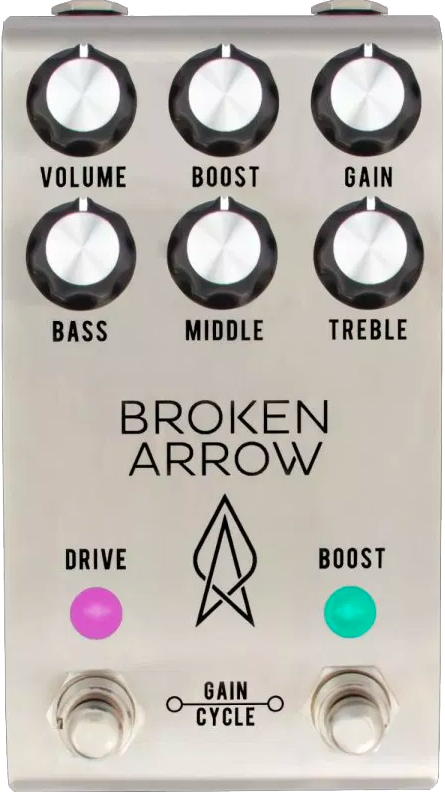 VOLUME BOOST GAIN
BASS MIDDLE TREBLE
BROKEN
ARROW
DRIVE BOOST
GAIN
CYCLE